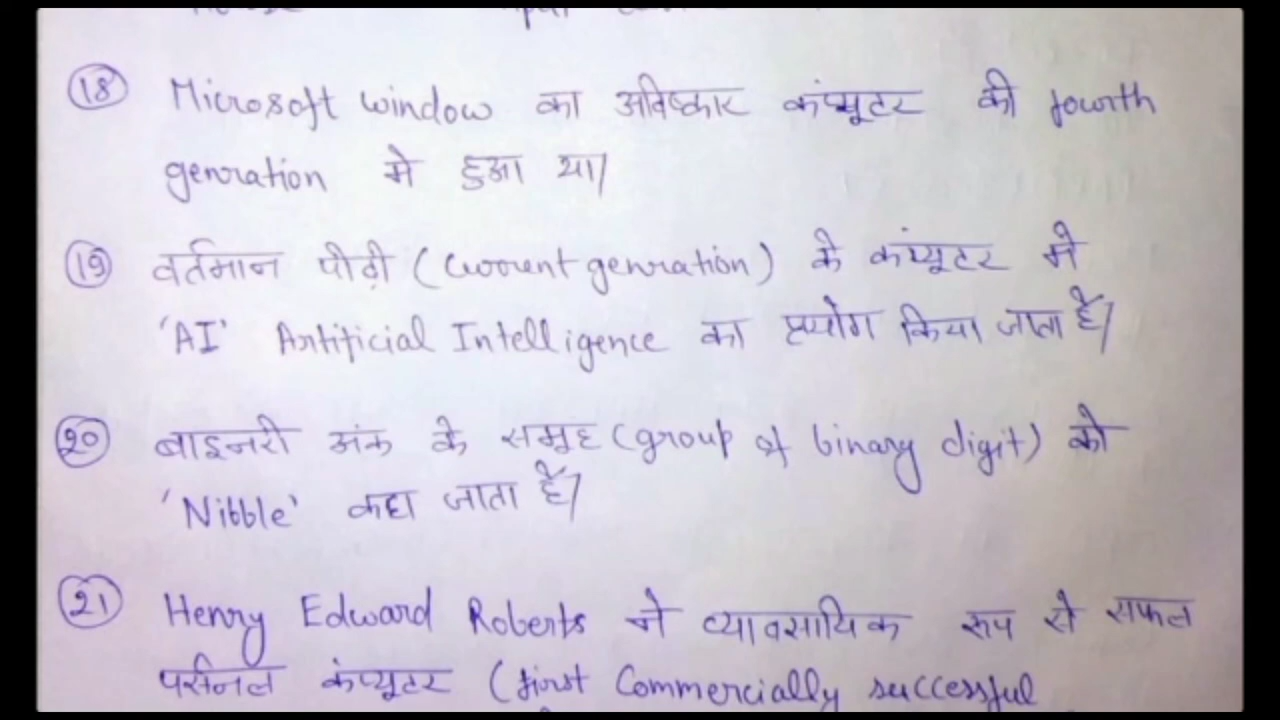 18 Microsoft window का अविष्कार कंप्यूटर की fourth
genration मे हुआ था/
19 वर्तमान पीढ़ी (Current genration) के कंप्यूटर मे
'AI' Artificial Intelligence का प्रयोग किया जाता है/
20 बाइनरी अंक के समूह (group of binary digit) को
'Nibble' कहा जाता है/
21 Henry Edward Roberts ने व्यावसायिक रूप से सफल
पर्सनल कंप्यूटर (first Commercially successful